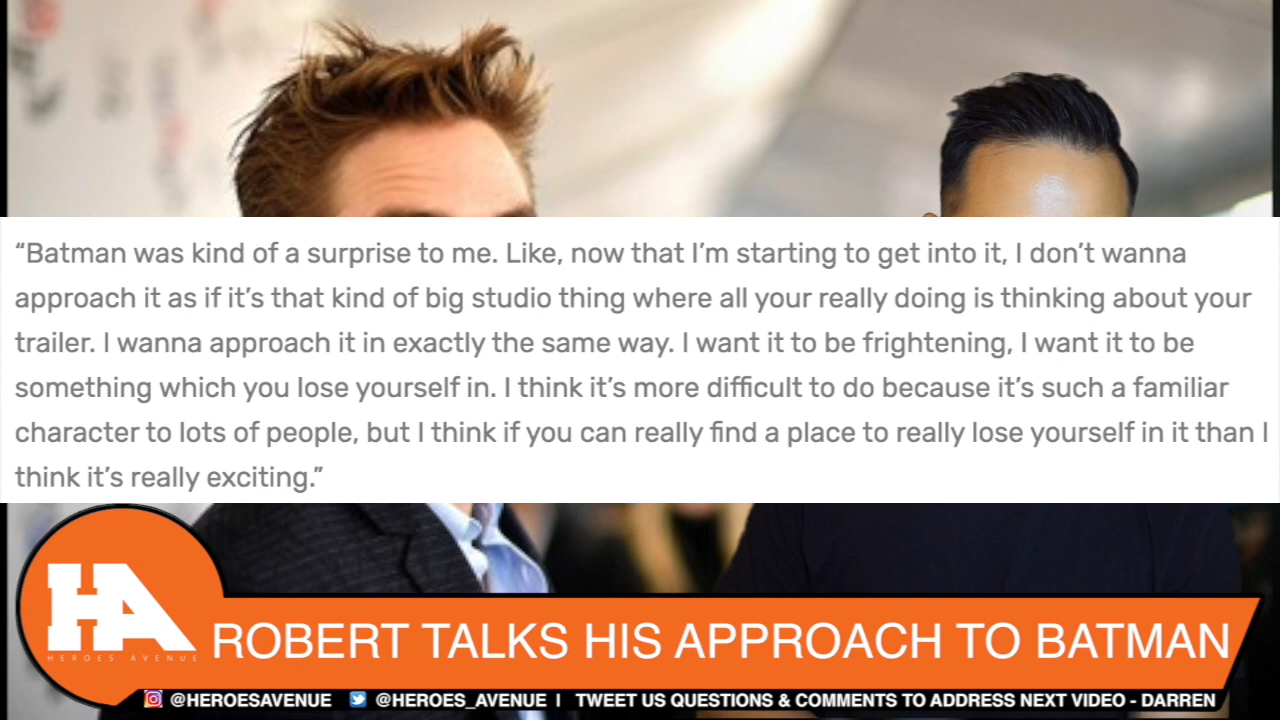 “Batman was kind of a surprise to me. Like, now that I’m starting to get into it, I don’t wanna
approach it as if it’s that kind of big studio thing where all your really doing is thinking about your
trailer. I wanna approach it in exactly the same way. I want it to be frightening, I want it to be
something which you lose yourself in. I think it’s more difficult to do because it’s such a familiar
character to lots of people, but I think if you can really find a place to really lose yourself in it than I
think it’s really exciting.”
HA
HEROES AVENUE
ROBERT TALKS HIS APPROACH TO BATMAN
@HEROESAVENUE @HEROES_AVENUE | TWEET US QUESTIONS & COMMENTS TO ADDRESS NEXT VIDEO - DARREN